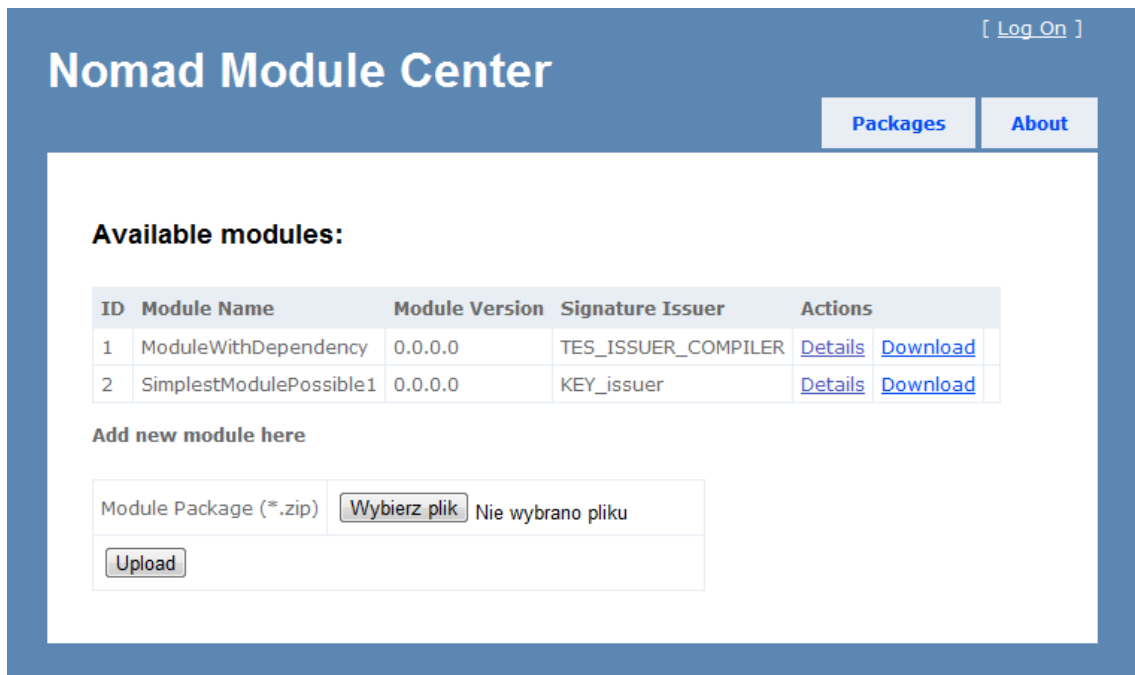 [ Log On ]
Nomad Module Center
Packages About
Available modules:
ID Module Name Module Version Signature Issuer Actions
1 ModuleWithDependency 0.0.0.0 TES_ISSUER_COMPILER Details Download
2 SimplestModulePossible1 0.0.0.0 KEY_issuer Details Download
Add new module here
Module Package (*.zip) Wybierz plik Nie wybrano pliku
Upload